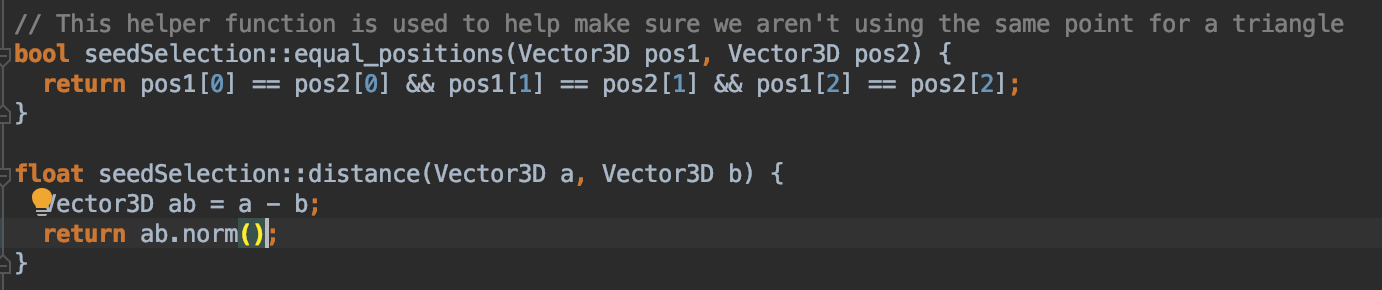 // This helper function is used to help make sure we aren't using the same point for a triangle
bool seedSelection::equal_positions(Vector3D pos1, Vector3D pos2) {
  return pos1[0] == pos2[0] && pos1[1] == pos2[1] && pos1[2] == pos2[2];
}
float seedSelection::distance(Vector3D a, Vector3D b) {
  Vector3D ab = a - b;
  return ab.norm();
}